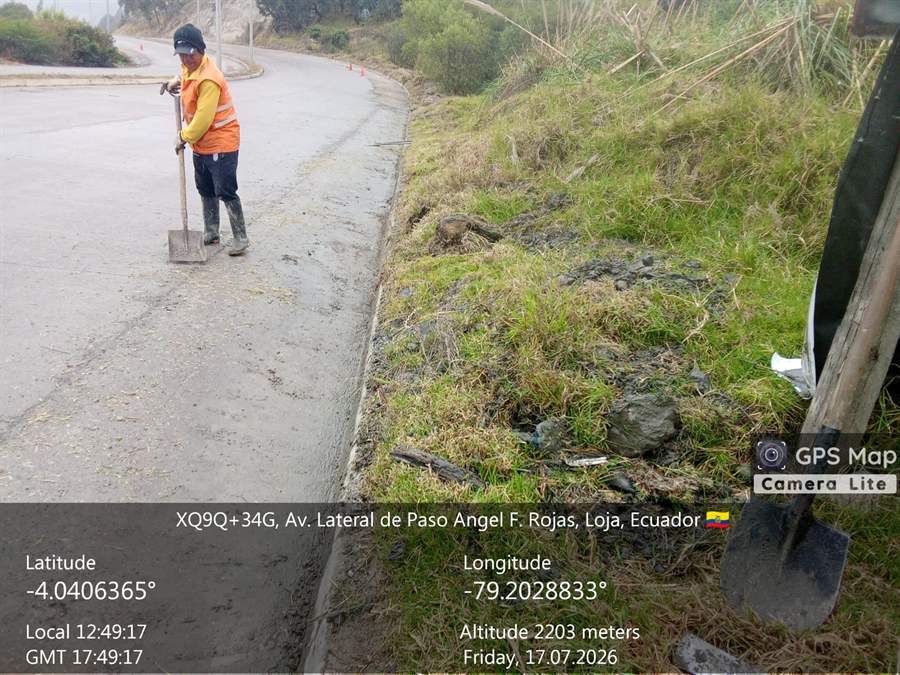 GPS Map
Camera Lite
XQ9Q+34G, Av. Lateral de Paso Angel F. Rojas, Loja, Ecuador 🇪🇨
Latitude
-4.0406365°
Longitude
-79.2028833°
Local 12:49:17
GMT 17:49:17
Altitude 2203 meters
Friday, 17.07.2026